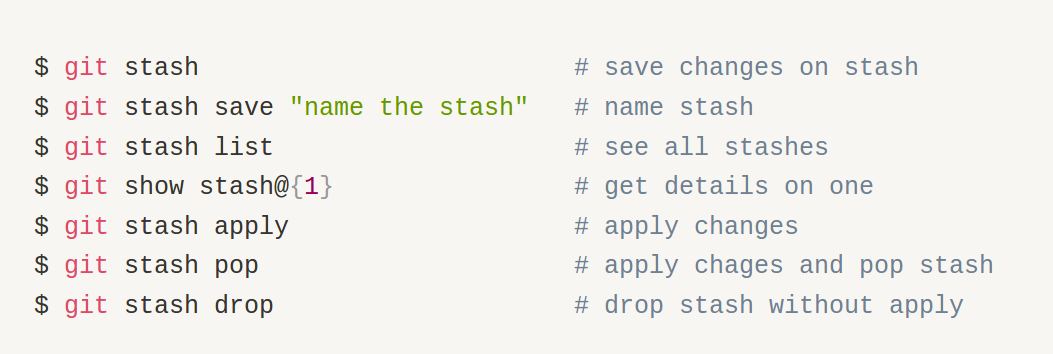 $ git stash                         # save changes on stash
$ git stash save "name the stash"   # name stash
$ git stash list                    # see all stashes
$ git show stash@{1}                # get details on one
$ git stash apply                   # apply changes
$ git stash pop                     # apply chages and pop stash
$ git stash drop                    # drop stash without apply